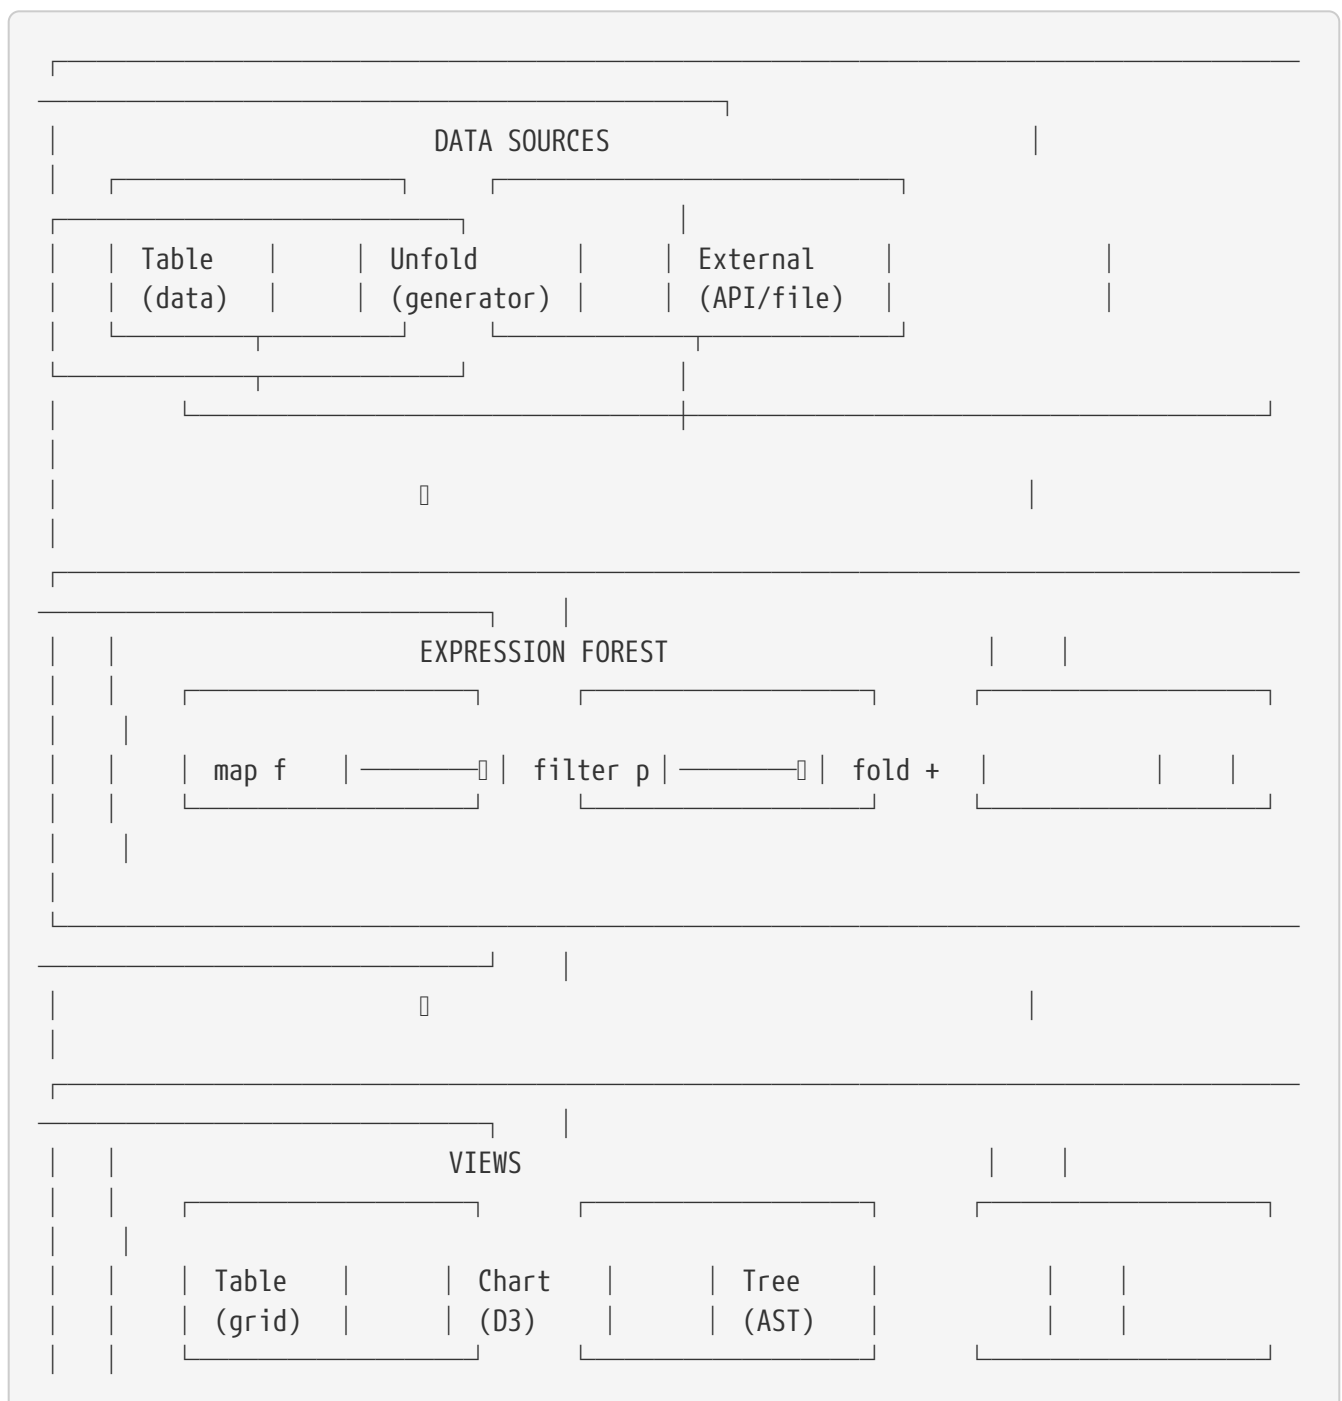 DATA SOURCES
Table Unfold External
(data) (generator) (API/file)
EXPRESSION FOREST
map f filter p fold +
VIEWS
Table Chart Tree
(grid) (D3) (AST)